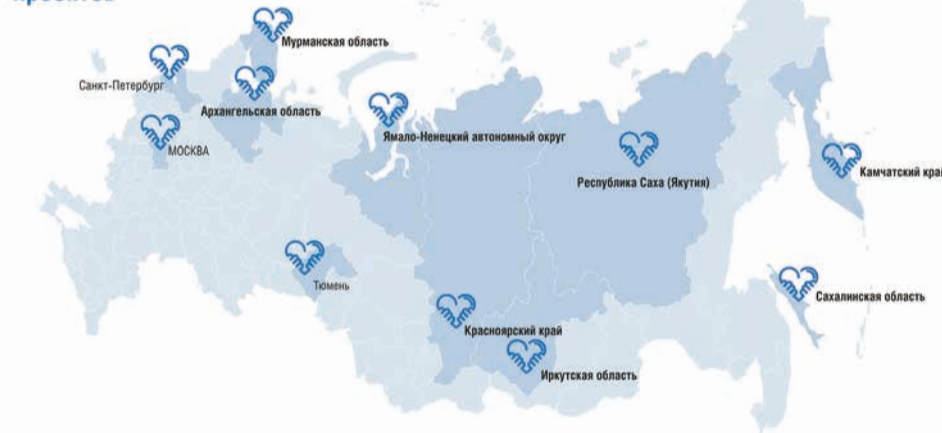 Мурманская область
Санкт-Петербург
Архангельская область
Ямало-Ненецкий автономный округ
МОСКВА
Республика Саха (Якутия)
Камчатский край
Тюмень
Сахалинская область
Красноярский край
Иркутская область